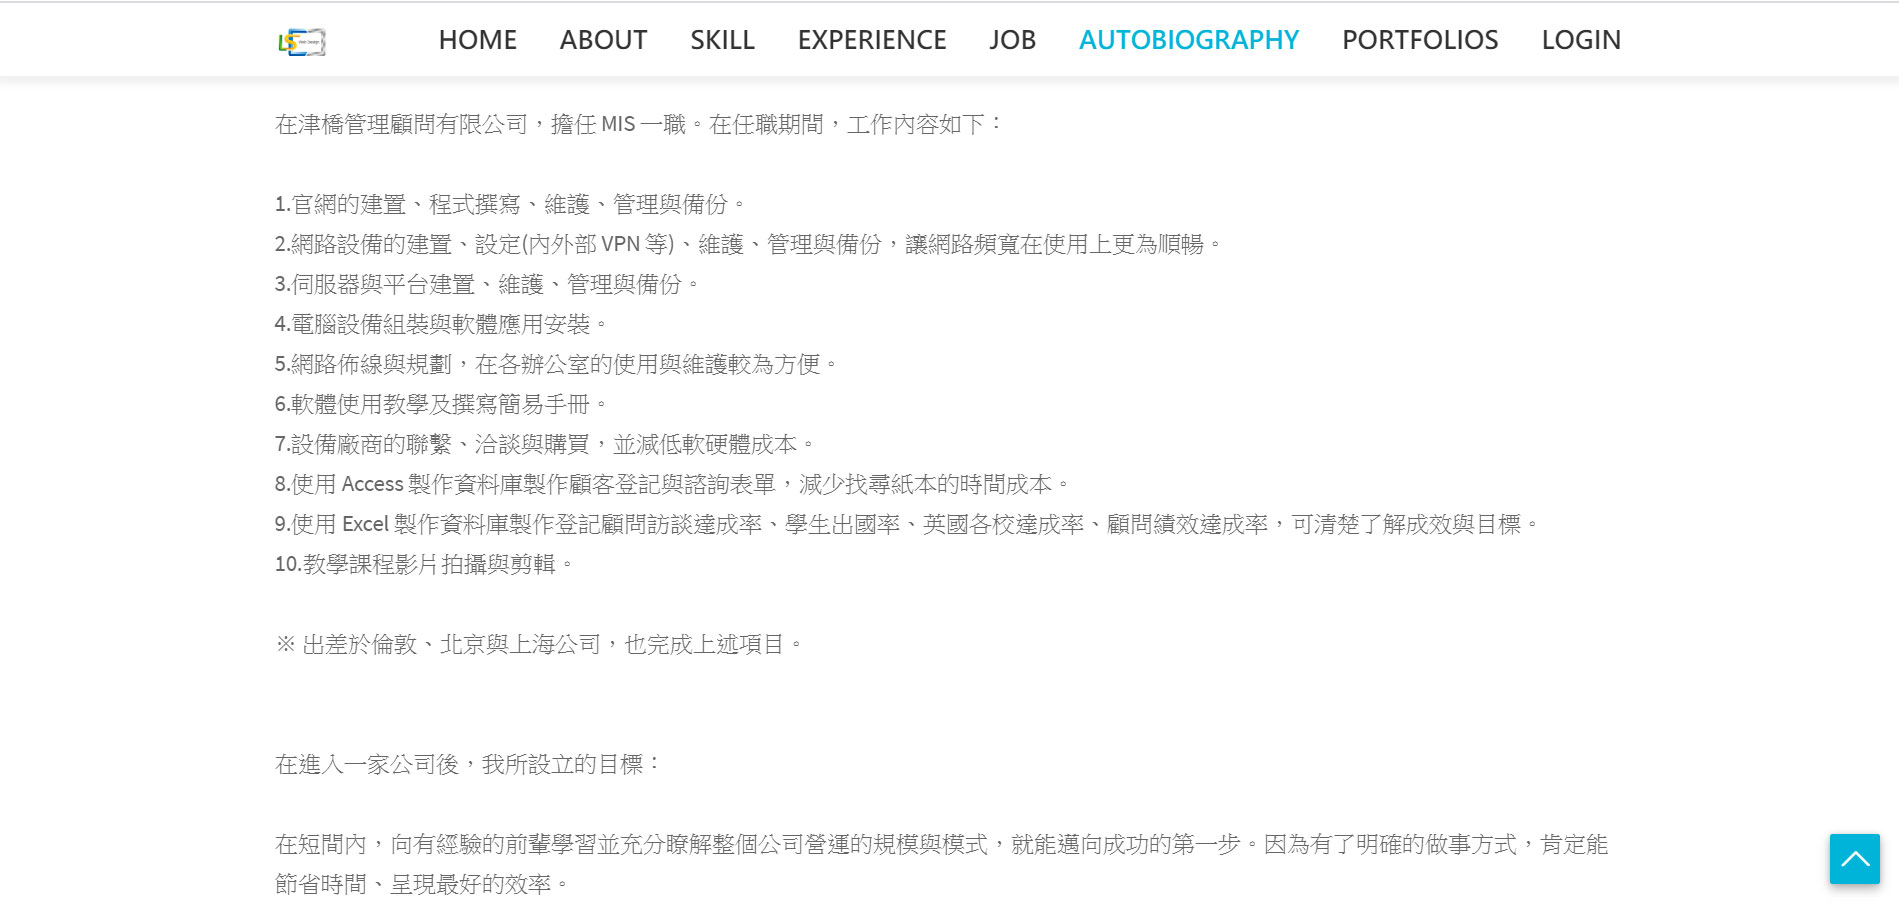 LS Web Design
HOME ABOUT SKILL EXPERIENCE JOB AUTOBIOGRAPHY PORTFOLIOS LOGIN
在津橋管理顧問有限公司，擔任 MIS 一職。在任職期間，工作內容如下：
1.官網的建置、程式撰寫、維護、管理與備份。
2.網路設備的建置、設定(內外部 VPN 等)、維護、管理與備份，讓網路頻寬在使用上更為順暢。
3.伺服器與平台建置、維護、管理與備份。
4.電腦設備組裝與軟體應用安裝。
5.網路佈線與規劃，在各辦公室的使用與維護較為方便。
6.軟體使用教學及撰寫簡易手冊。
7.設備廠商的聯繫、洽談與購買，並減低軟硬體成本。
8.使用 Access 製作資料庫製作顧客登記與諮詢表單，減少找尋紙本的時間成本。
9.使用 Excel 製作資料庫製作登記顧問訪談達成率、學生出國率、英國各校達成率、顧問績效達成率，可清楚了解成效與目標。
10.教學課程影片拍攝與剪輯。
※ 出差於倫敦、北京與上海公司，也完成上述項目。
在進入一家公司後，我所設立的目標：
在短間內，向有經驗的前輩學習並充分瞭解整個公司營運的規模與模式，就能邁向成功的第一步。因為有了明確的做事方式，肯定能
節省時間、呈現最好的效率。